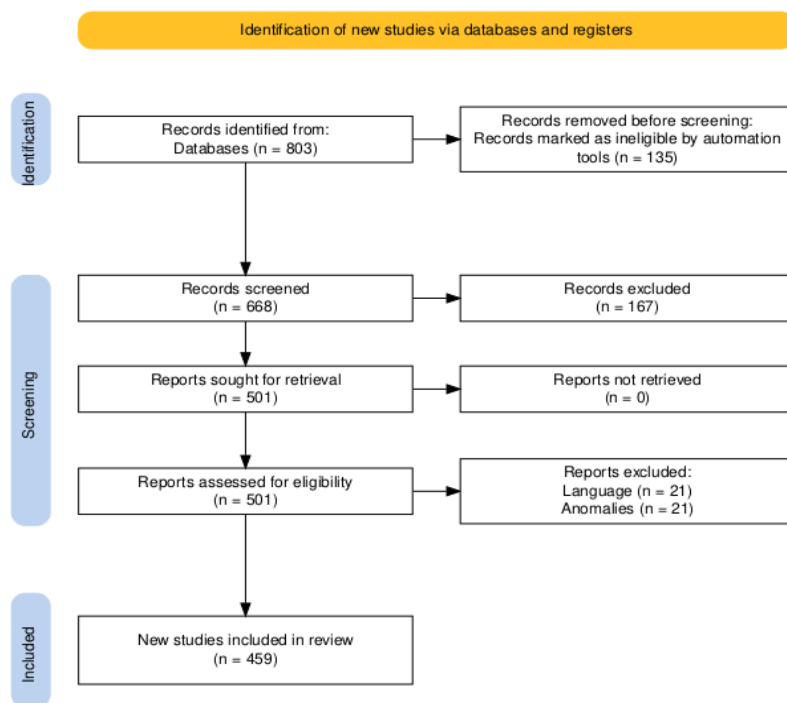 Identification of new studies via databases and registers
Identification
Records identified from:
Databases (n = 803)
Records removed before screening:
Records marked as ineligible by automation
tools (n = 135)
Screening
Records screened
(n = 668)
Records excluded
(n = 167)
Reports sought for retrieval
(n = 501)
Reports not retrieved
(n = 0)
Reports assessed for eligibility
(n = 501)
Reports excluded:
Language (n = 21)
Anomalies (n = 21)
Included
New studies included in review
(n = 459)